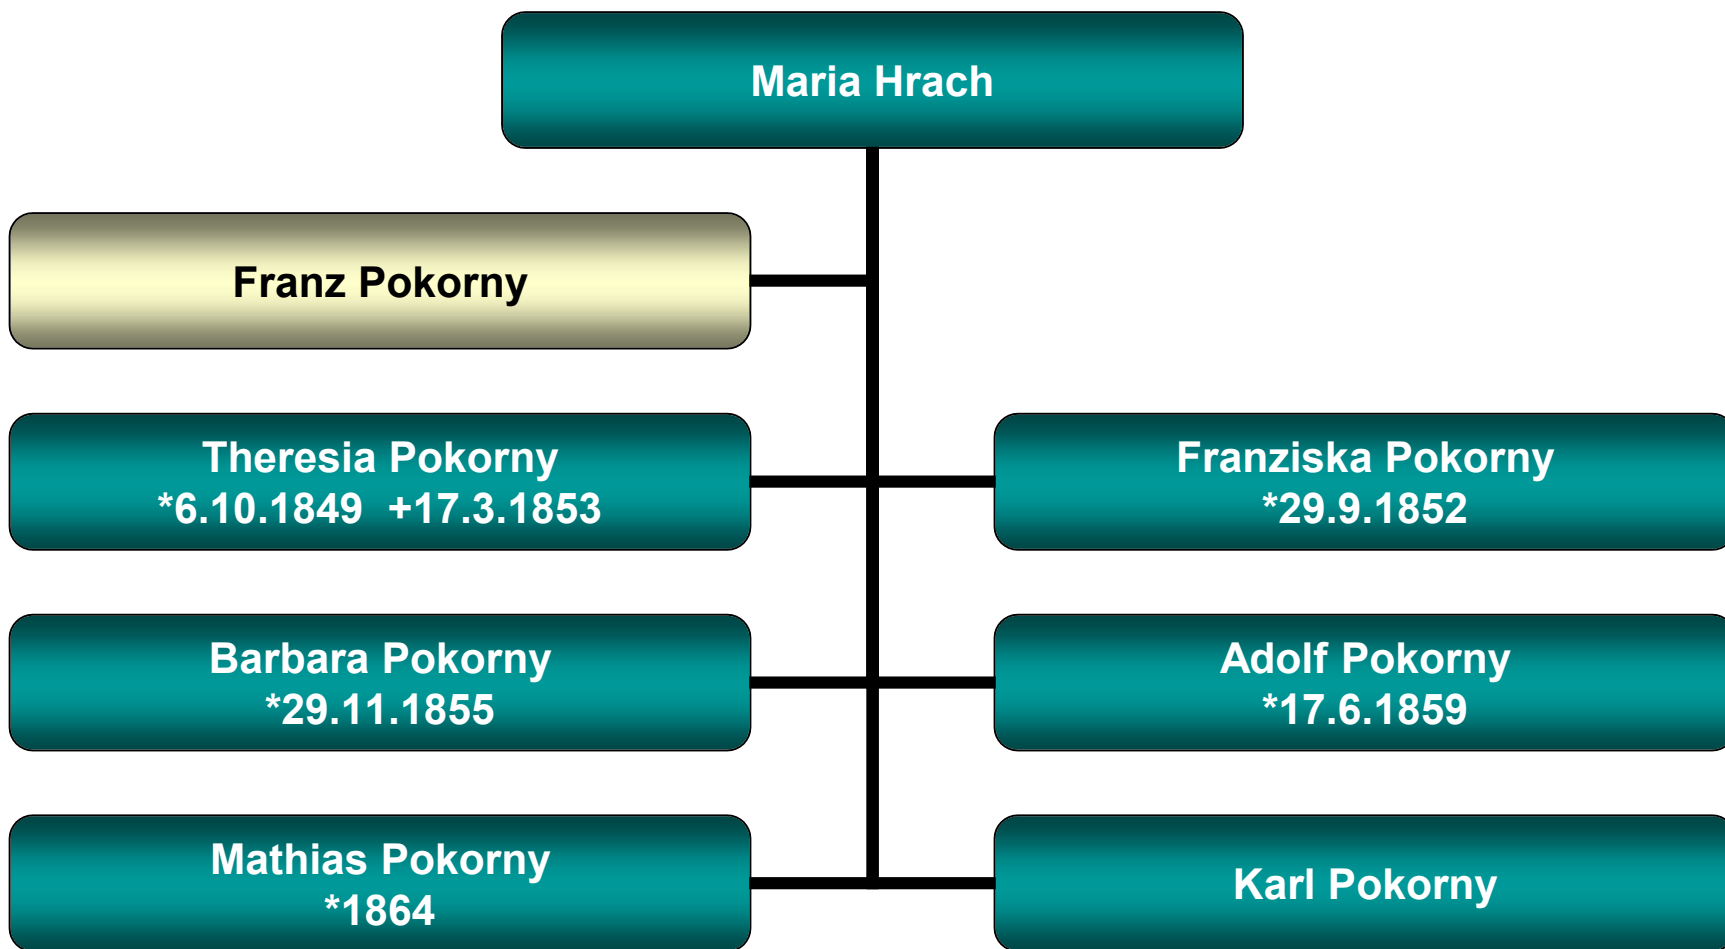 Maria Hrach
Franz Pokorny
Theresia Pokorny
*6.10.1849  +17.3.1853
Franziska Pokorny
*29.9.1852
Barbara Pokorny
*29.11.1855
Adolf Pokorny
*17.6.1859
Mathias Pokorny
*1864
Karl Pokorny